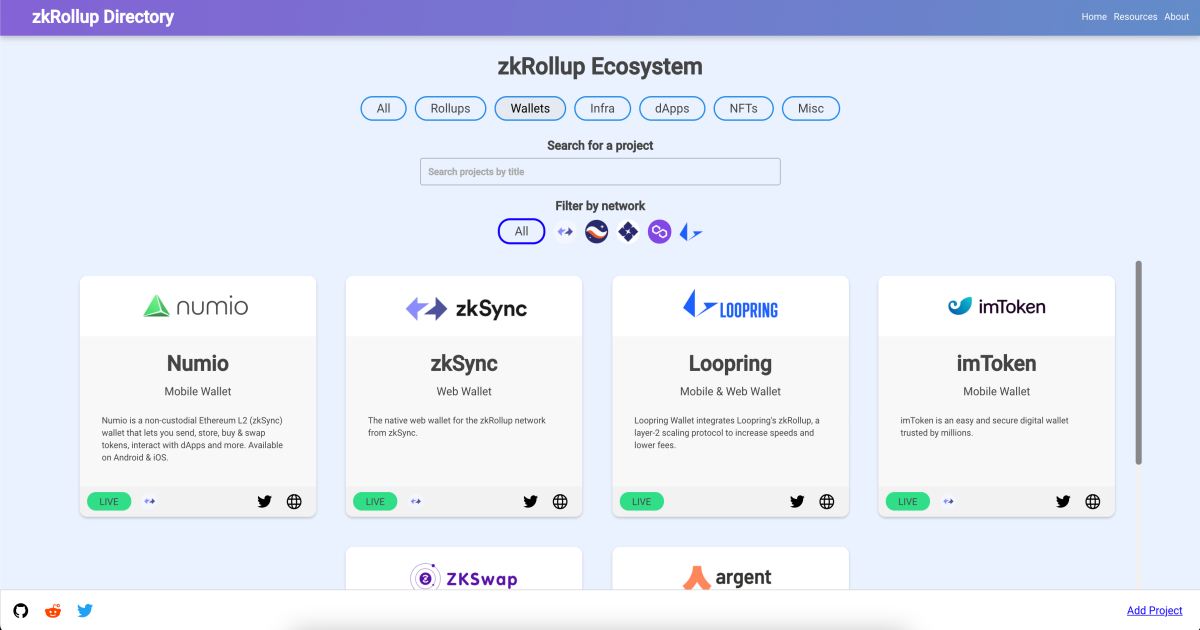 zkRollup Directory
Home Resources About
zkRollup Ecosystem
All Rollups Wallets Infra dApps NFTs Misc
Search for a project
Search projects by title
Filter by network
All
numio
Numio
Mobile Wallet
Numio is a non-custodial Ethereum L2 (zkSync)
wallet that lets you send, store, buy & swap
tokens, interact with dApps and more. Available
on Android & iOS.
LIVE
zkSync
zkSync
Web Wallet
The native web wallet for the zkRollup network
from zkSync.
LIVE
LOOPRING
Loopring
Mobile & Web Wallet
Loopring Wallet integrates Loopring's zkRollup, a
layer-2 scaling protocol to increase speeds and
lower fees.
LIVE
imToken
imToken
Mobile Wallet
imToken is an easy and secure digital wallet
trusted by millions.
LIVE
ZKSwap
argent
Add Project